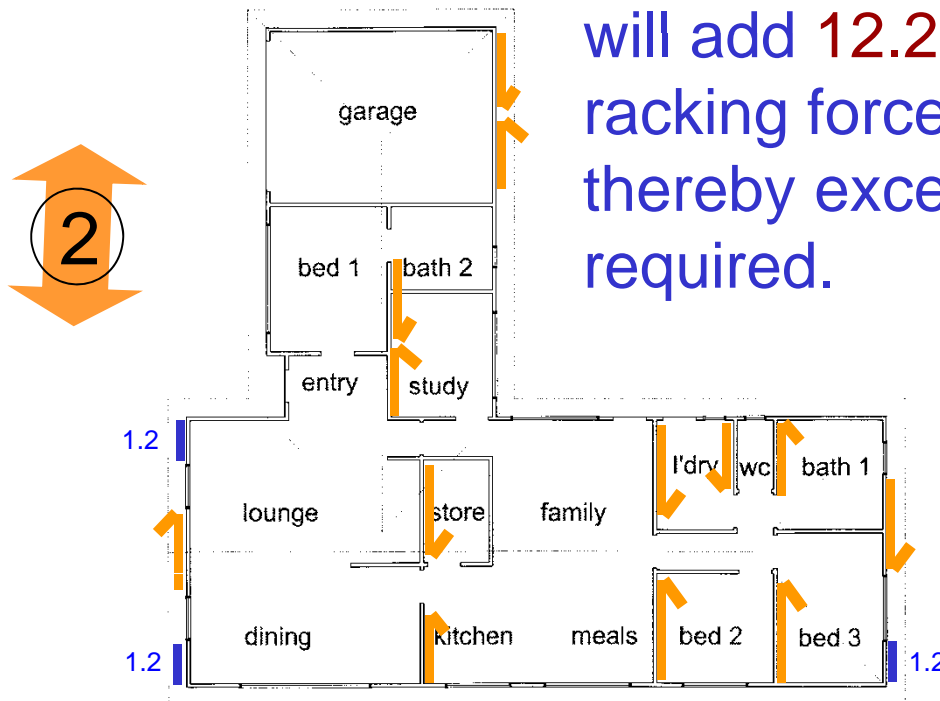 will add 12.2
racking force
thereby exce
required.
garage
2
bed 1
bath 2
entry
study
1.2
l'dry
wc
bath 1
lounge
store
family
dining
kitchen
meals
bed 2
bed 3
1.2
1.2